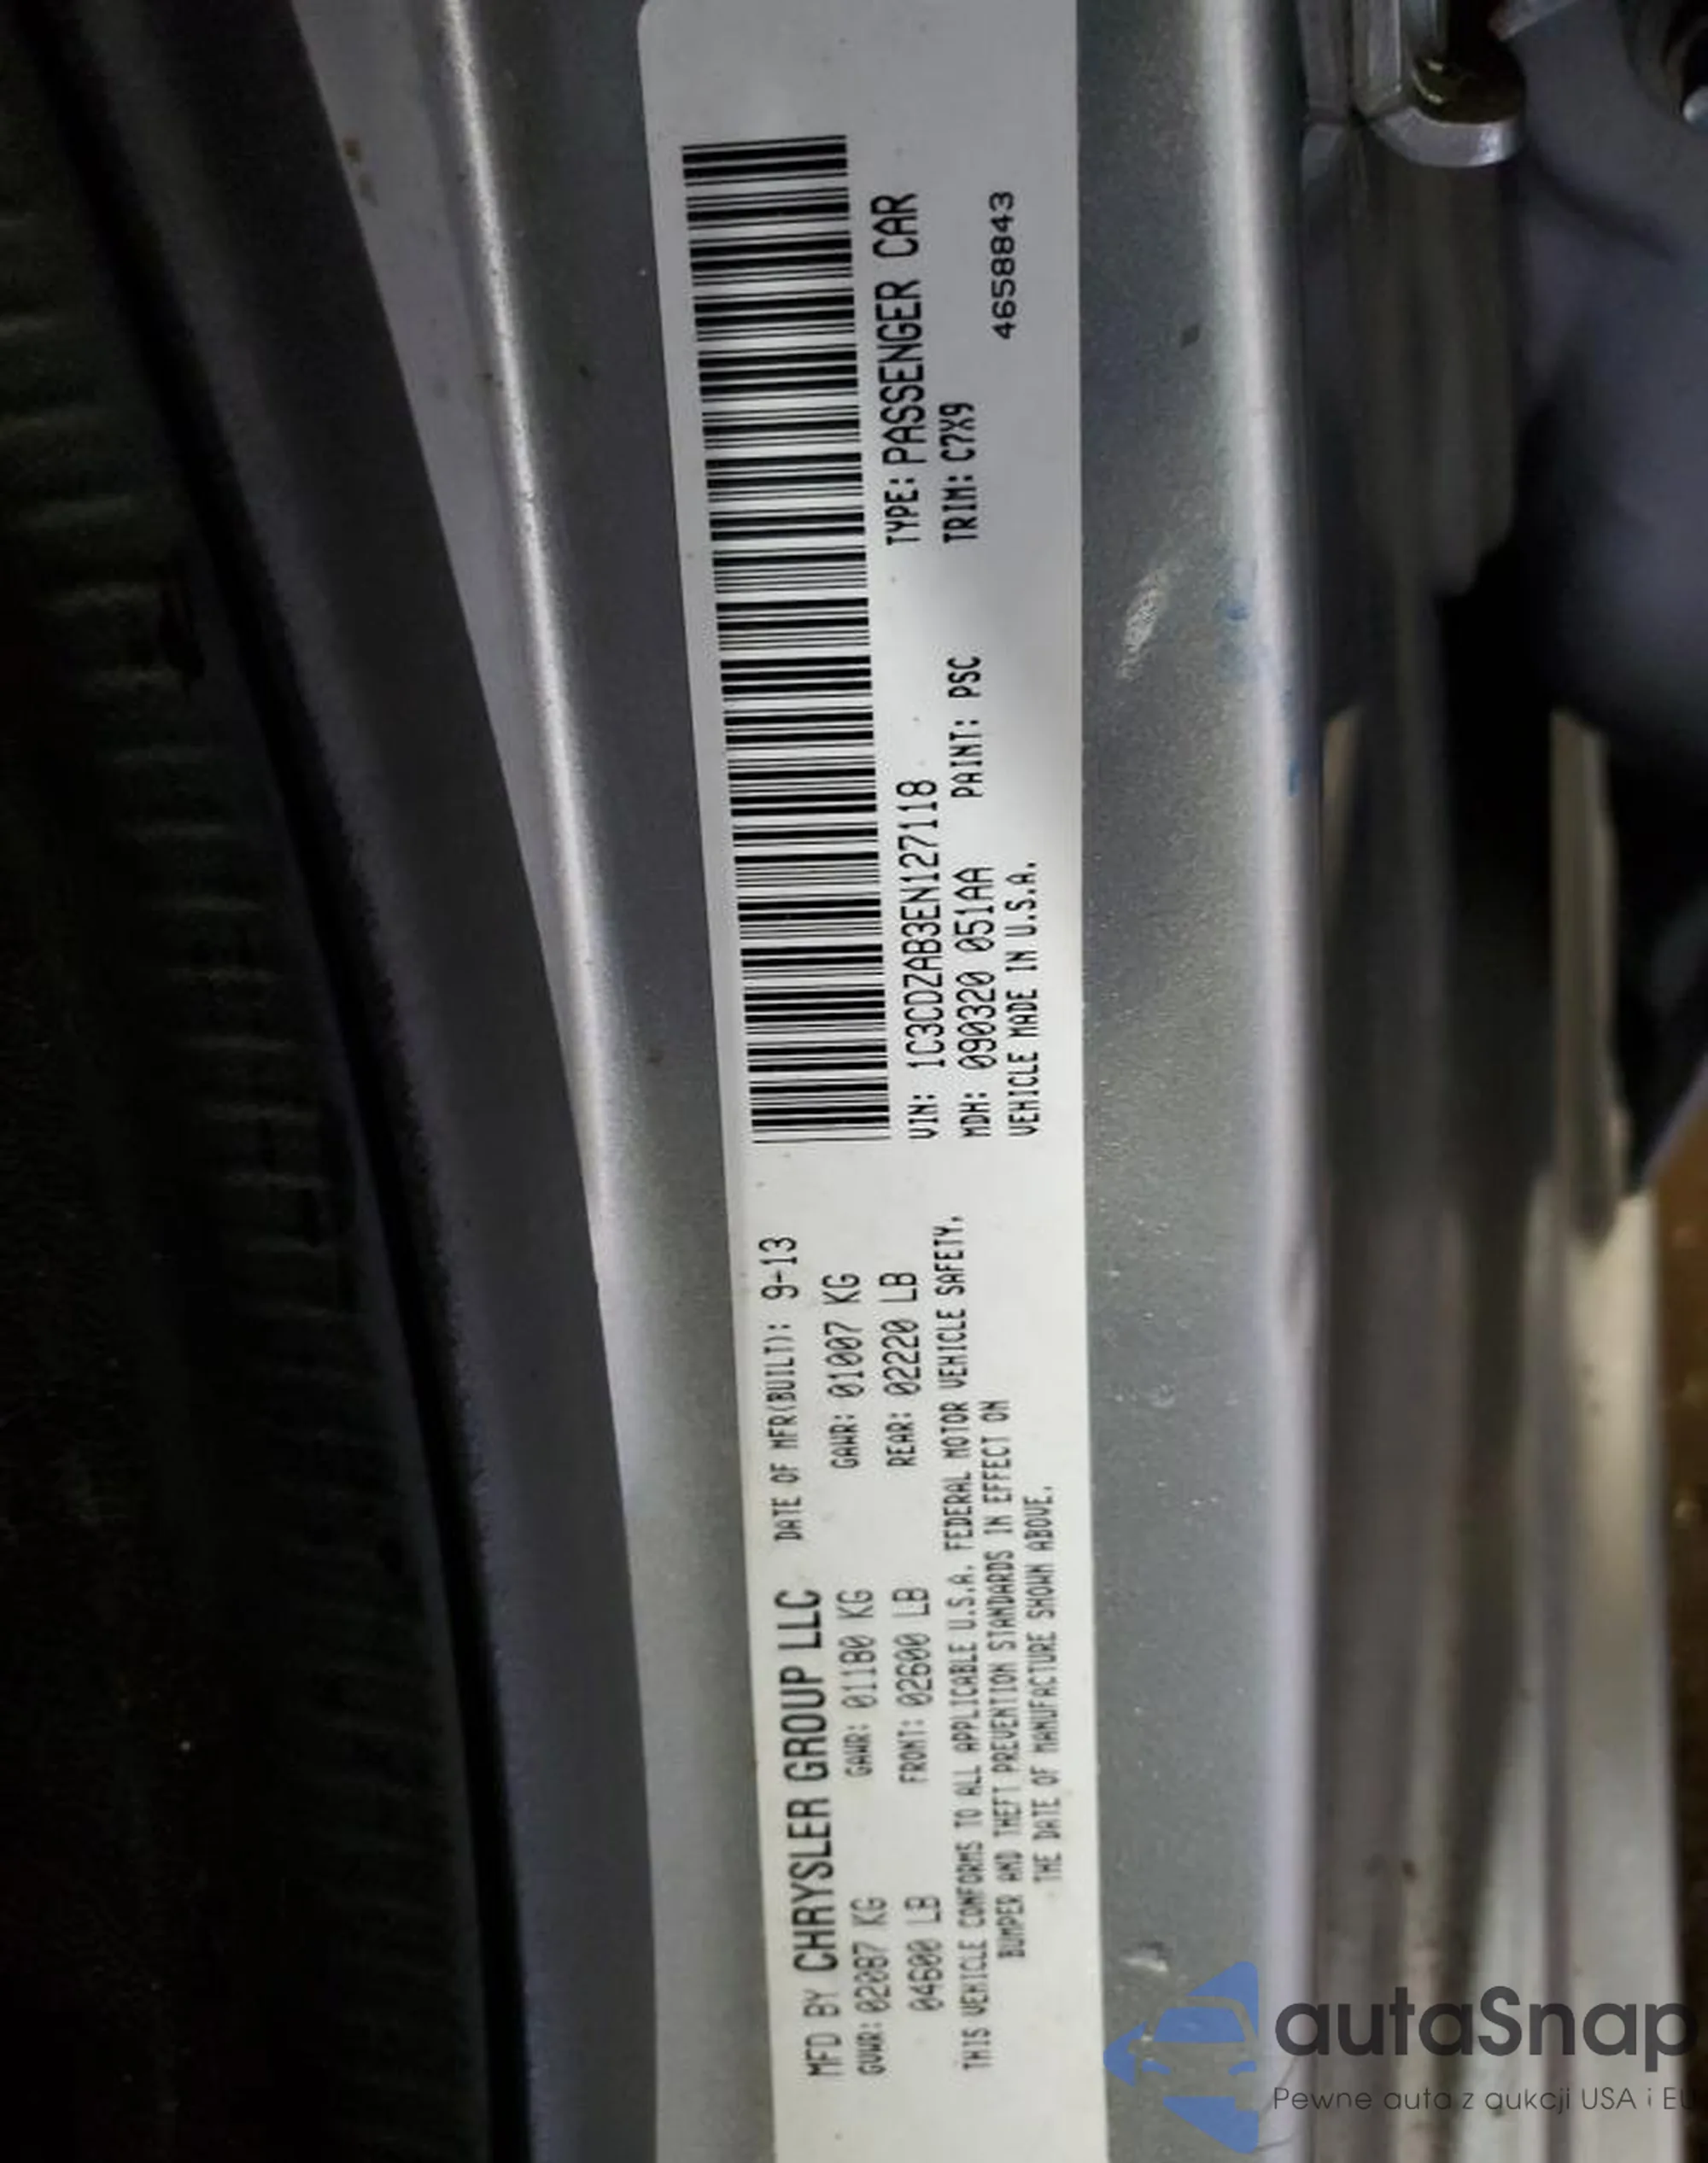 MFD BY CHRYSLER GROUP LLC DATE OF MFR(BUILT): 9-13
GVWR: 02087 KG GAWR: 01180 KG GAWR: 01007 KG
04600 LB FRONT: 02600 LB REAR: 02220 LB
THIS VEHICLE CONFORMS TO ALL APPLICABLE U.S.A. FEDERAL MOTOR VEHICLE SAFETY,
BUMPER AND THEFT PREVENTION STANDARDS IN EFFECT ON
THE DATE OF MANUFACTURE SHOWN ABOVE.
VIN: 1C3CDZAB3EN127118 TYPE: PASSENGER CAR
MDH: 090320 051AA PAINT: PSC TRIM: C7X9
VEHICLE MADE IN U.S.A.
4658843
autaSnap
Pewne auta z aukcji USA i EU